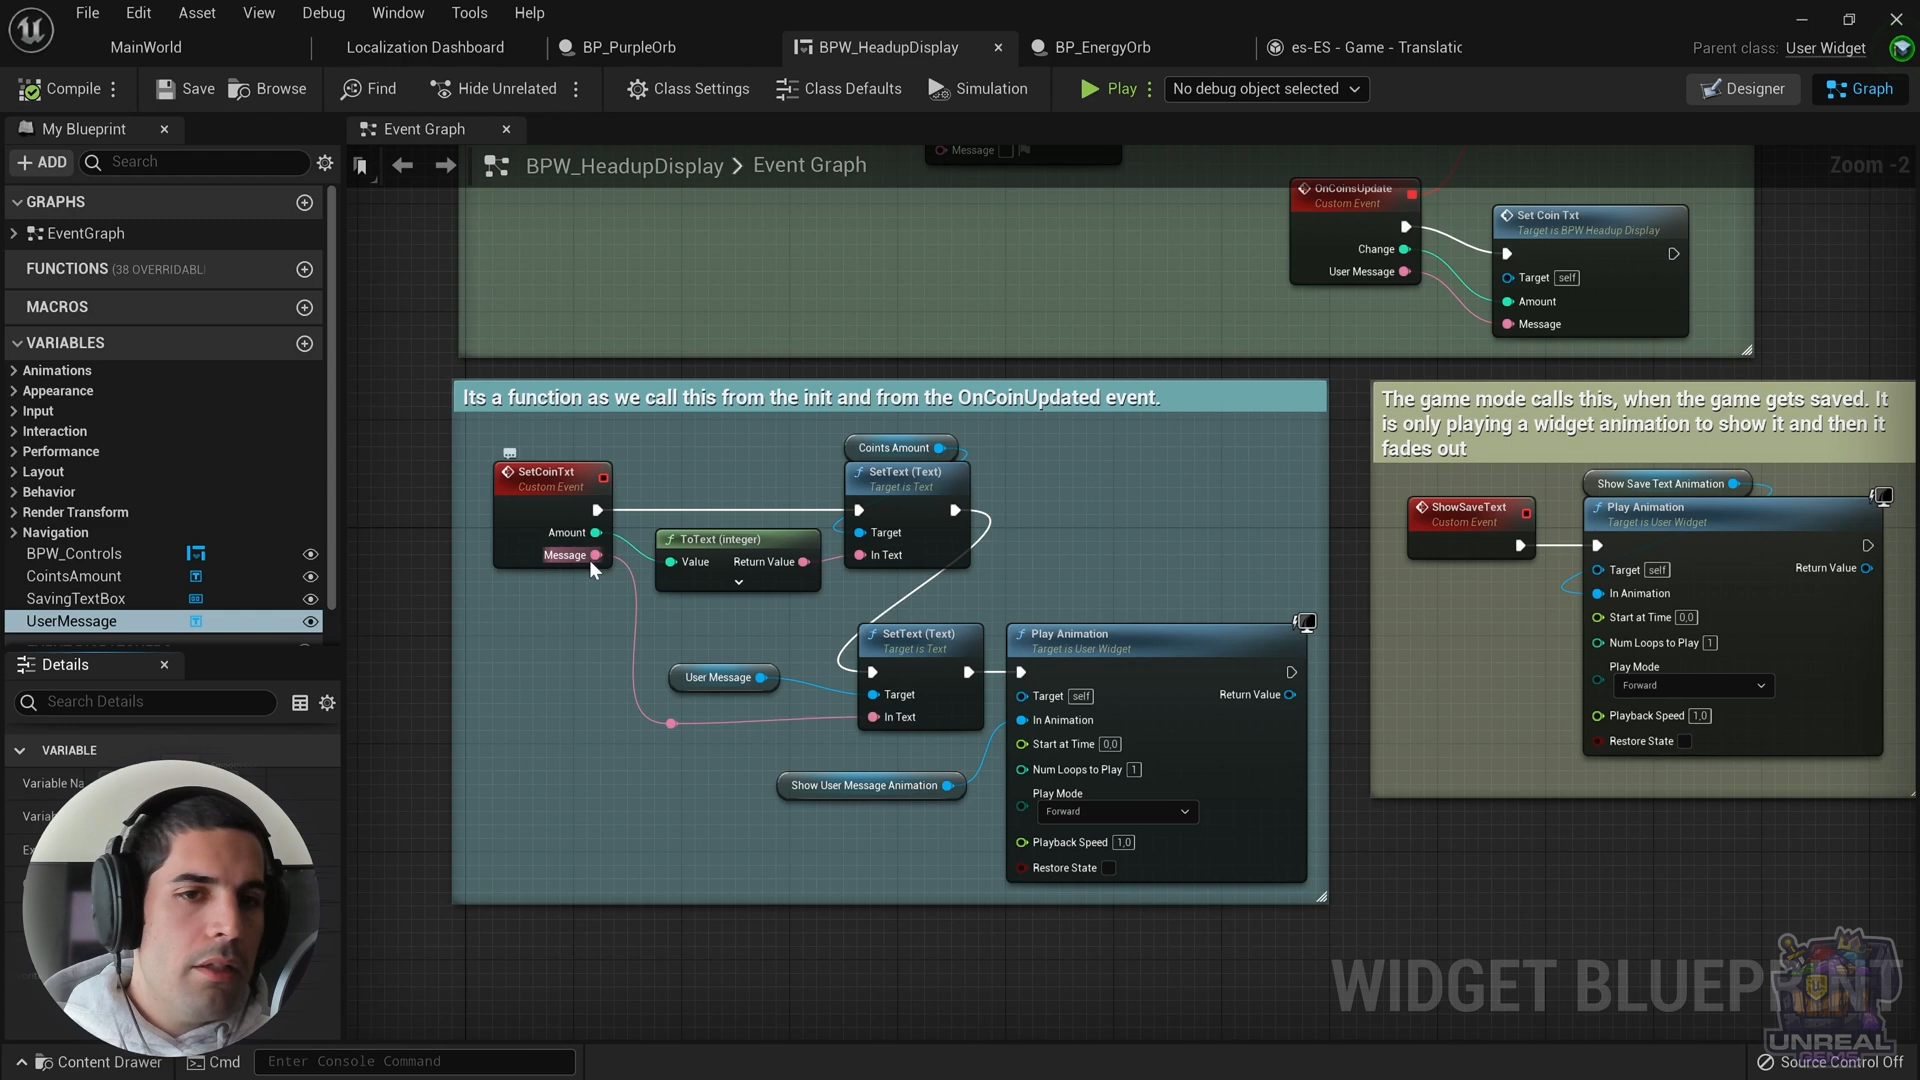 File Edit Asset View Debug Window Tools Help
MainWorld Localization Dashboard BP_PurpleOrb BPW_HeadupDisplay BP_EnergyOrb es-ES - Game - Translatic Parent class: User Widget
Compile Save Browse Find Hide Unrelated Class Settings Class Defaults Simulation Play No debug object selected Designer Graph
My Blueprint
Event Graph
ADD Search
BPW_HeadupDisplay Event Graph
Zoom -2
GRAPHS
EventGraph
FUNCTIONS (38 OVERRIDABL
MACROS
VARIABLES
Animations
Appearance
Input
Interaction
Performance
Layout
Behavior
Render Transform
Navigation
BPW_Controls
CointsAmount
SavingTextBox
UserMessage
Details
Search Details
VARIABLE
Variable Na
Varia
Message
OnCoinsUpdate
Custom Event
Change
User Message
Set Coin Txt
Target is BPW Headup Display
Target self
Amount
Message
Its a function as we call this from the init and from the OnCoinUpdated event.
SetCoinTxt
Custom Event
Amount
Message
ToText (integer)
Value Return Value
Coints Amount
SetText (Text)
Target is Text
Target
In Text
User Message
SetText (Text)
Target is Text
Target
In Text
Show User Message Animation
Play Animation
Target is User Widget
Target self
Return Value
In Animation
Start at Time 0,0
Num Loops to Play 1
Play Mode
Forward
Playback Speed 1,0
Restore State
The game mode calls this, when the game gets saved. It
is only playing a widget animation to show it and then it
fades out
ShowSaveText
Custom Event
Show Save Text Animation
Play Animation
Target is User Widget
Target self
Return Value
In Animation
Start at Time 0,0
Num Loops to Play 1
Play Mode
Forward
Playback Speed 1,0
Restore State
WIDGET BLUEPRINT
UNREAL
GEMS
Content Drawer Cmd Enter Console Command Source Control Off